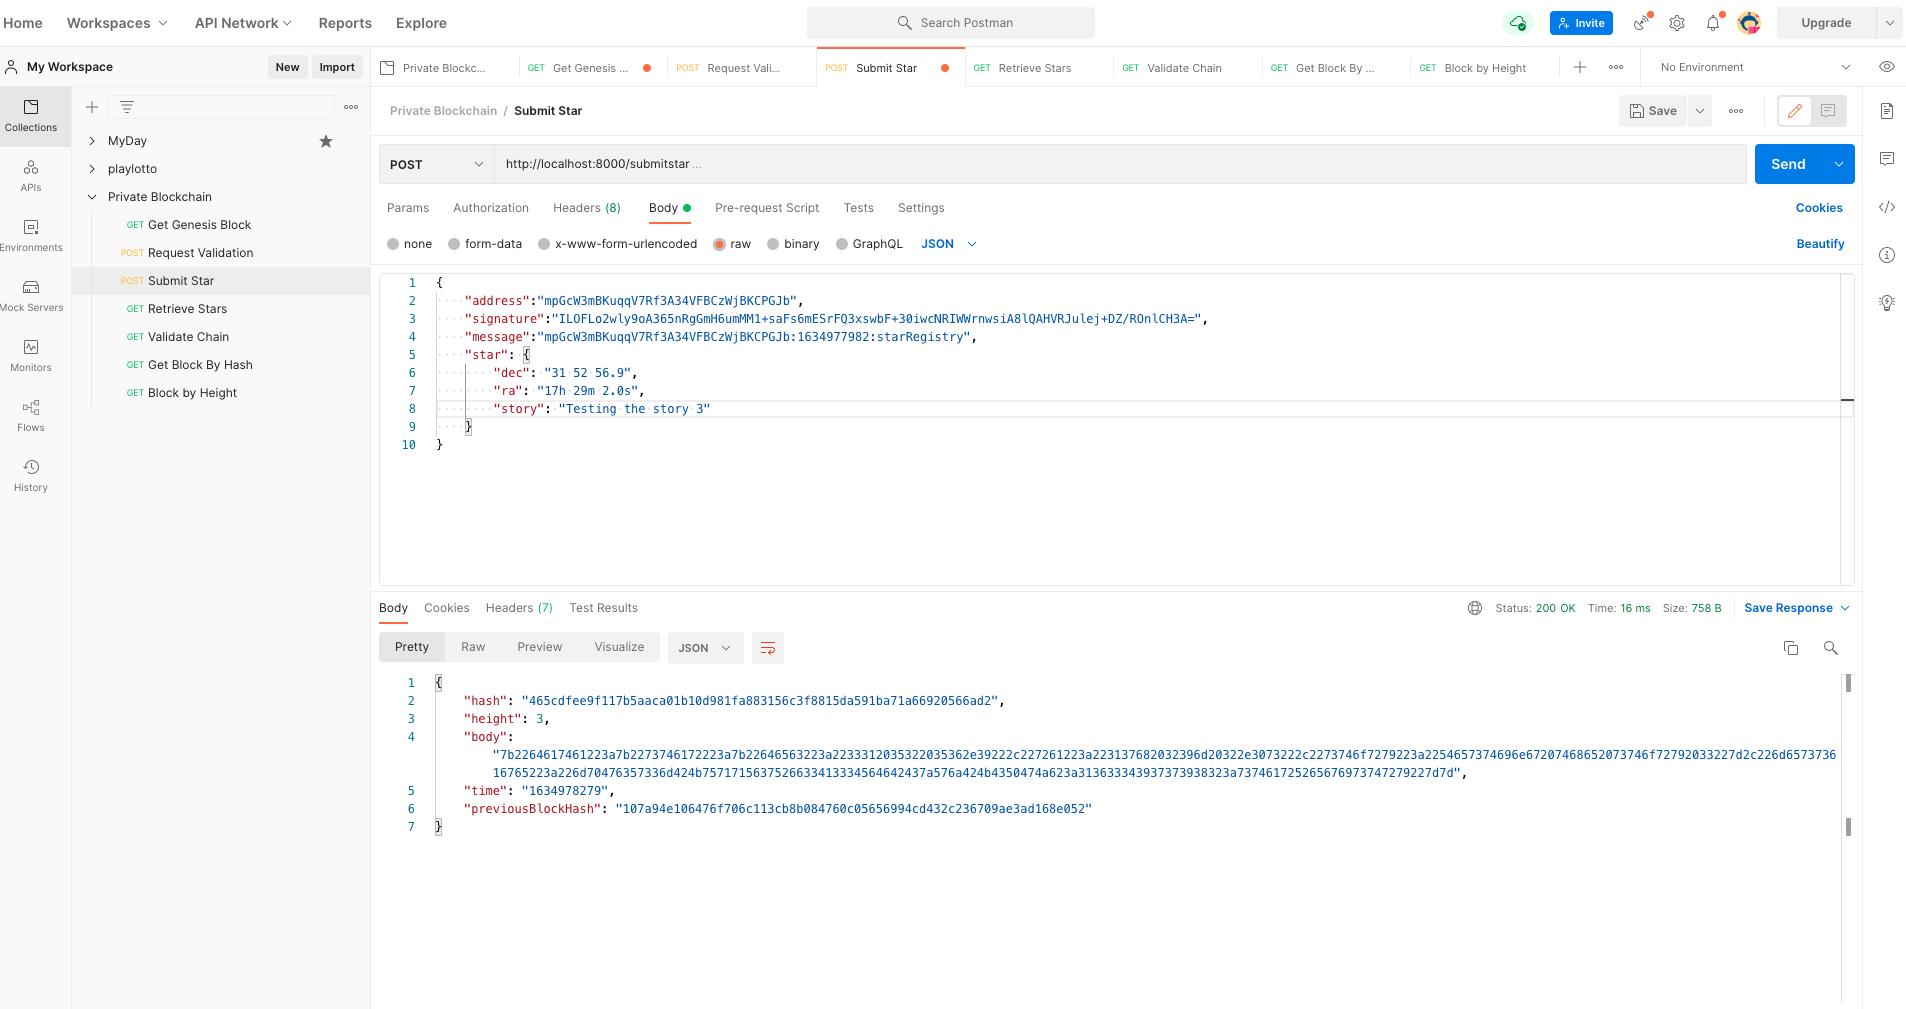 Home Workspaces API Network Reports Explore Search Postman Invite Upgrade
My Workspace New Import Private Blockc... GET Get Genesis ... POST Request Vali... POST Submit Star GET Retrieve Stars GET Validate Chain GET Get Block By ... GET Block by Height No Environment
Collections
APIs
Environments
Mock Servers
Monitors
Flows
History
MyDay
playlotto
Private Blockchain
GET Get Genesis Block
POST Request Validation
POST Submit Star
GET Retrieve Stars
GET Validate Chain
GET Get Block By Hash
GET Block by Height
Private Blockchain / Submit Star Save
POST http://localhost:8000/submitstar ... Send
Params Authorization Headers (8) Body Pre-request Script Tests Settings Cookies
none form-data x-www-form-urlencoded raw binary GraphQL JSON Beautify
1 {
2 "address":"mpGcW3mBKuqqV7Rf3A34VFBCzWjBKCPGJb",
3 "signature":"ILOFLo2wly9oA365nRgGmH6umMM1+saFs6mESrFQ3xswbF+30iwcNRIWWrnwsiA8lQAHVRJulej+DZ/ROnlCH3A=",
4 "message":"mpGcW3mBKuqqV7Rf3A34VFBCzWjBKCPGJb:1634977982:starRegistry",
5 "star": {
6 "dec": "31 52 56.9",
7 "ra": "17h 29m 2.0s",
8 "story": "Testing the story 3"
9 }
10 }
Body Cookies Headers (7) Test Results Status: 200 OK Time: 16 ms Size: 758 B Save Response
Pretty Raw Preview Visualize JSON
1 {
2 "hash": "465cdfee9f117b5aaca01b10d981fa883156c3f8815da591ba71a66920566ad2",
3 "height": 3,
4 "body":
"7b2264617461223a7b2273746172223a7b22646563223a2233312035322035362e39222c227261223a223137682032396d20322e3073222c2273746f7279223a2254657374696e67207468652073746f72792033227d2c226d6573736
16765223a226d70476357336d424b75717156375266334133345646424 37a576a424b4350474a623a313633343937373938323a737461725265676973747279227d7d",
5 "time": "1634978279",
6 "previousBlockHash": "107a94e106476f706c113cb8b084760c05656994cd432c236709ae3ad168e052"
7 }